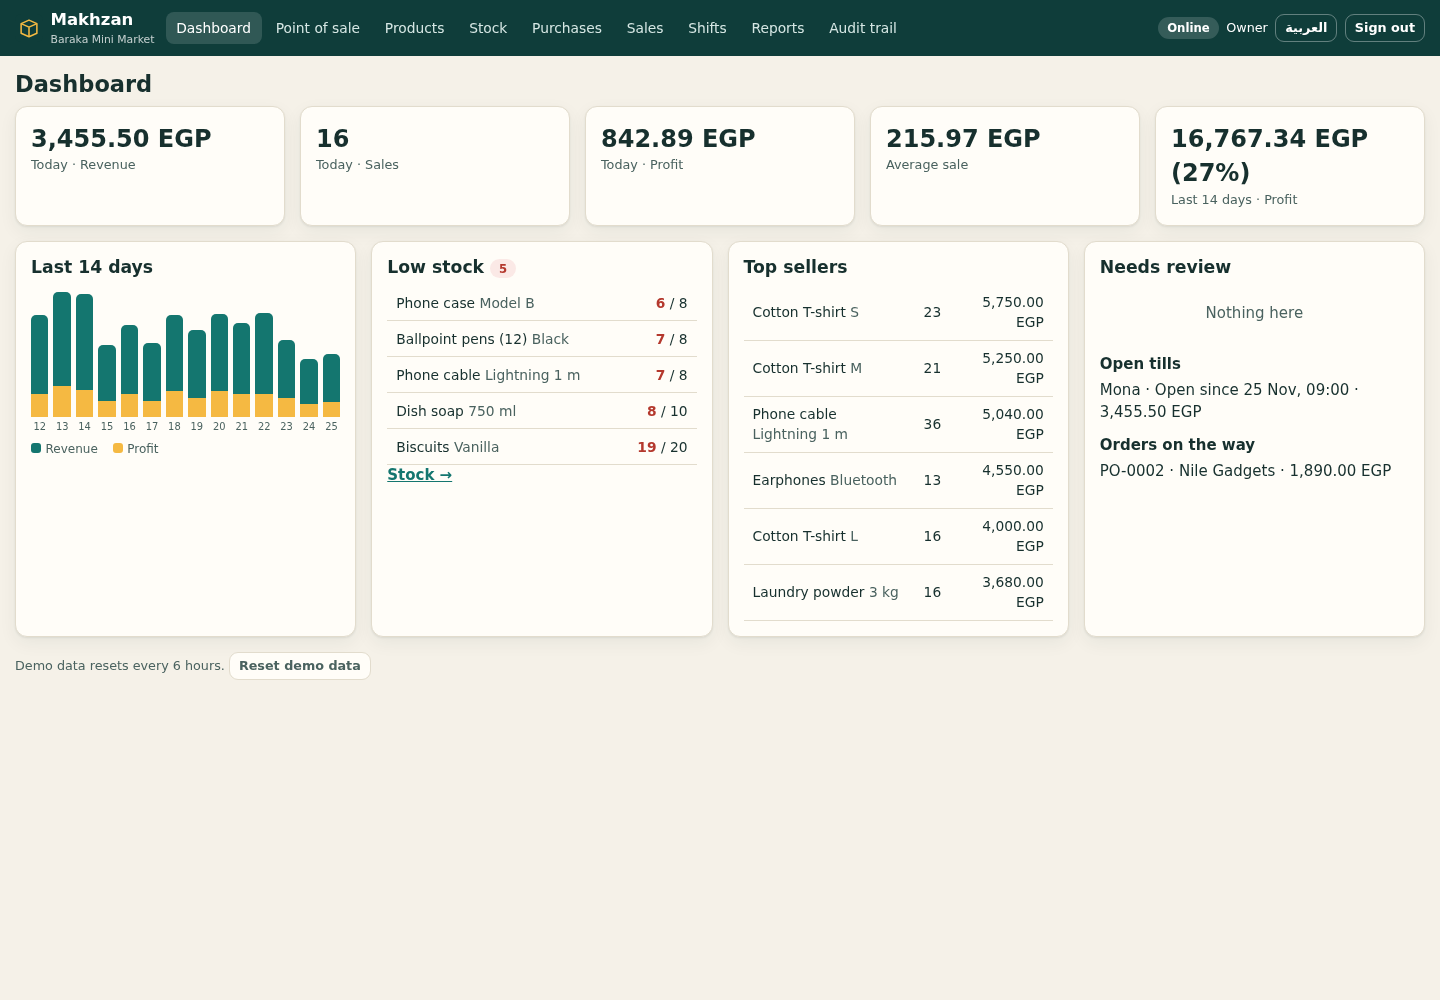 Makhzan
Baraka Mini Market
Dashboard
Point of sale
Products
Stock
Purchases
Sales
Shifts
Reports
Audit trail
Online
Owner
العربية
Sign out
Dashboard
3,455.50 EGP
Today · Revenue
16
Today · Sales
842.89 EGP
Today · Profit
215.97 EGP
Average sale
16,767.34 EGP
(27%)
Last 14 days · Profit
Last 14 days
12 13 14 15 16 17 18 19 20 21 22 23 24 25
Revenue Profit
Low stock 5
Phone case Model B 6 / 8
Ballpoint pens (12) Black 7 / 8
Phone cable Lightning 1 m 7 / 8
Dish soap 750 ml 8 / 10
Biscuits Vanilla 19 / 20
Stock →
Top sellers
Cotton T-shirt S 23 5,750.00 EGP
Cotton T-shirt M 21 5,250.00 EGP
Phone cable Lightning 1 m 36 5,040.00 EGP
Earphones Bluetooth 13 4,550.00 EGP
Cotton T-shirt L 16 4,000.00 EGP
Laundry powder 3 kg 16 3,680.00 EGP
Needs review
Nothing here
Open tills
Mona · Open since 25 Nov, 09:00 ·
3,455.50 EGP
Orders on the way
PO-0002 · Nile Gadgets · 1,890.00 EGP
Demo data resets every 6 hours. Reset demo data